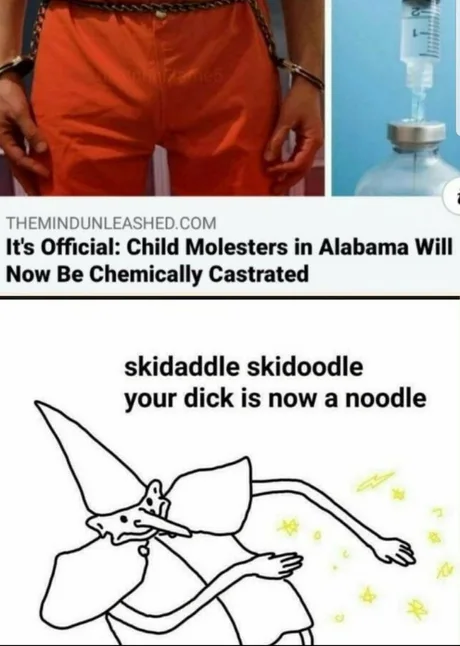 THEMINDUNLEASHED.COM
It's Official: Child Molesters in Alabama Will
Now Be Chemically Castrated
skidaddle skidoodle
your dick is now a noodle